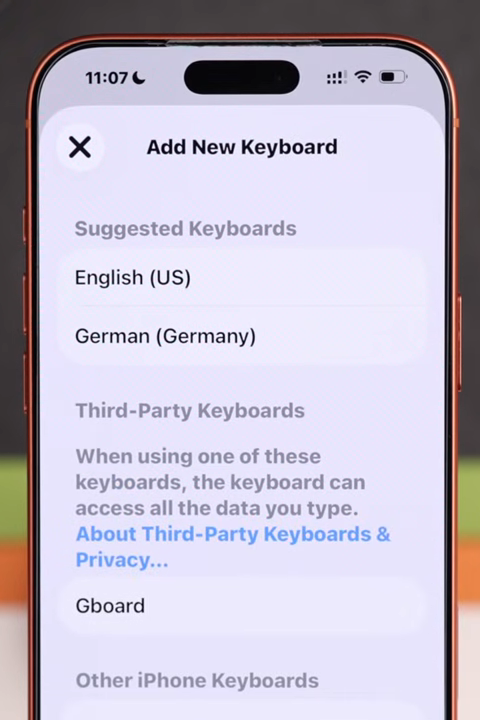 11:07
Add New Keyboard
Suggested Keyboards
English (US)
German (Germany)
Third-Party Keyboards
When using one of these
keyboards, the keyboard can
access all the data you type.
About Third-Party Keyboards &
Privacy...
Gboard
Other iPhone Keyboards